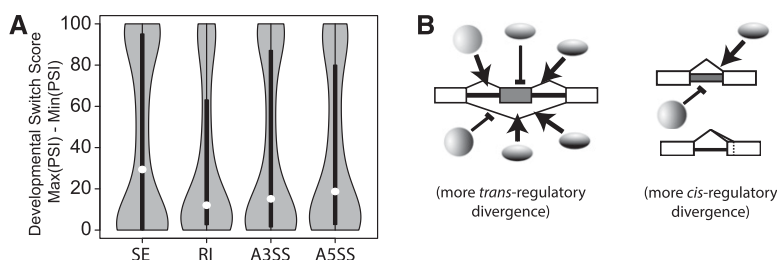 A
Developmental Switch Score
Max(PSI) - Min(PSI)
100
80
60
40
20
0
SE RI A3SS A5SS
B
(more trans-regulatory
divergence)
(more cis-regulatory
divergence)